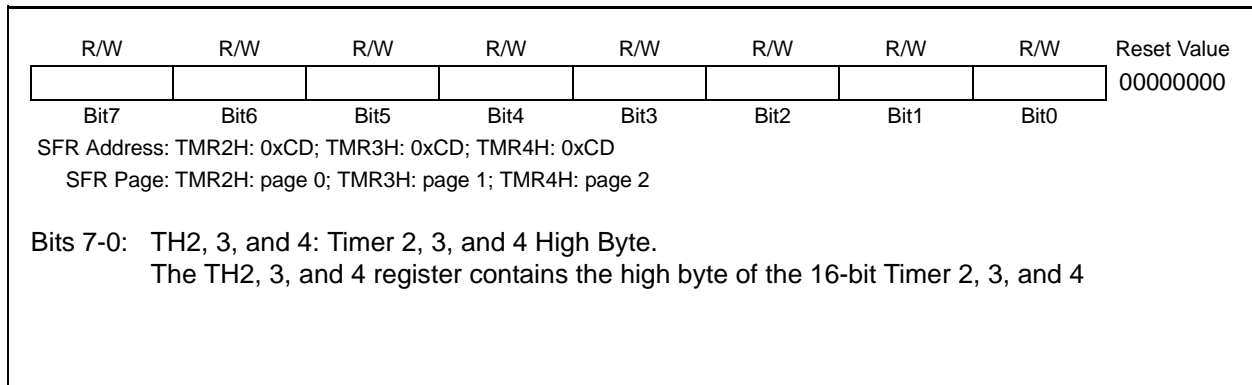 R/W R/W R/W R/W R/W R/W R/W R/W Reset Value
00000000
Bit7 Bit6 Bit5 Bit4 Bit3 Bit2 Bit1 Bit0
SFR Address: TMR2H: 0xCD; TMR3H: 0xCD; TMR4H: 0xCD
SFR Page: TMR2H: page 0; TMR3H: page 1; TMR4H: page 2
Bits 7-0: TH2, 3, and 4: Timer 2, 3, and 4 High Byte.
The TH2, 3, and 4 register contains the high byte of the 16-bit Timer 2, 3, and 4